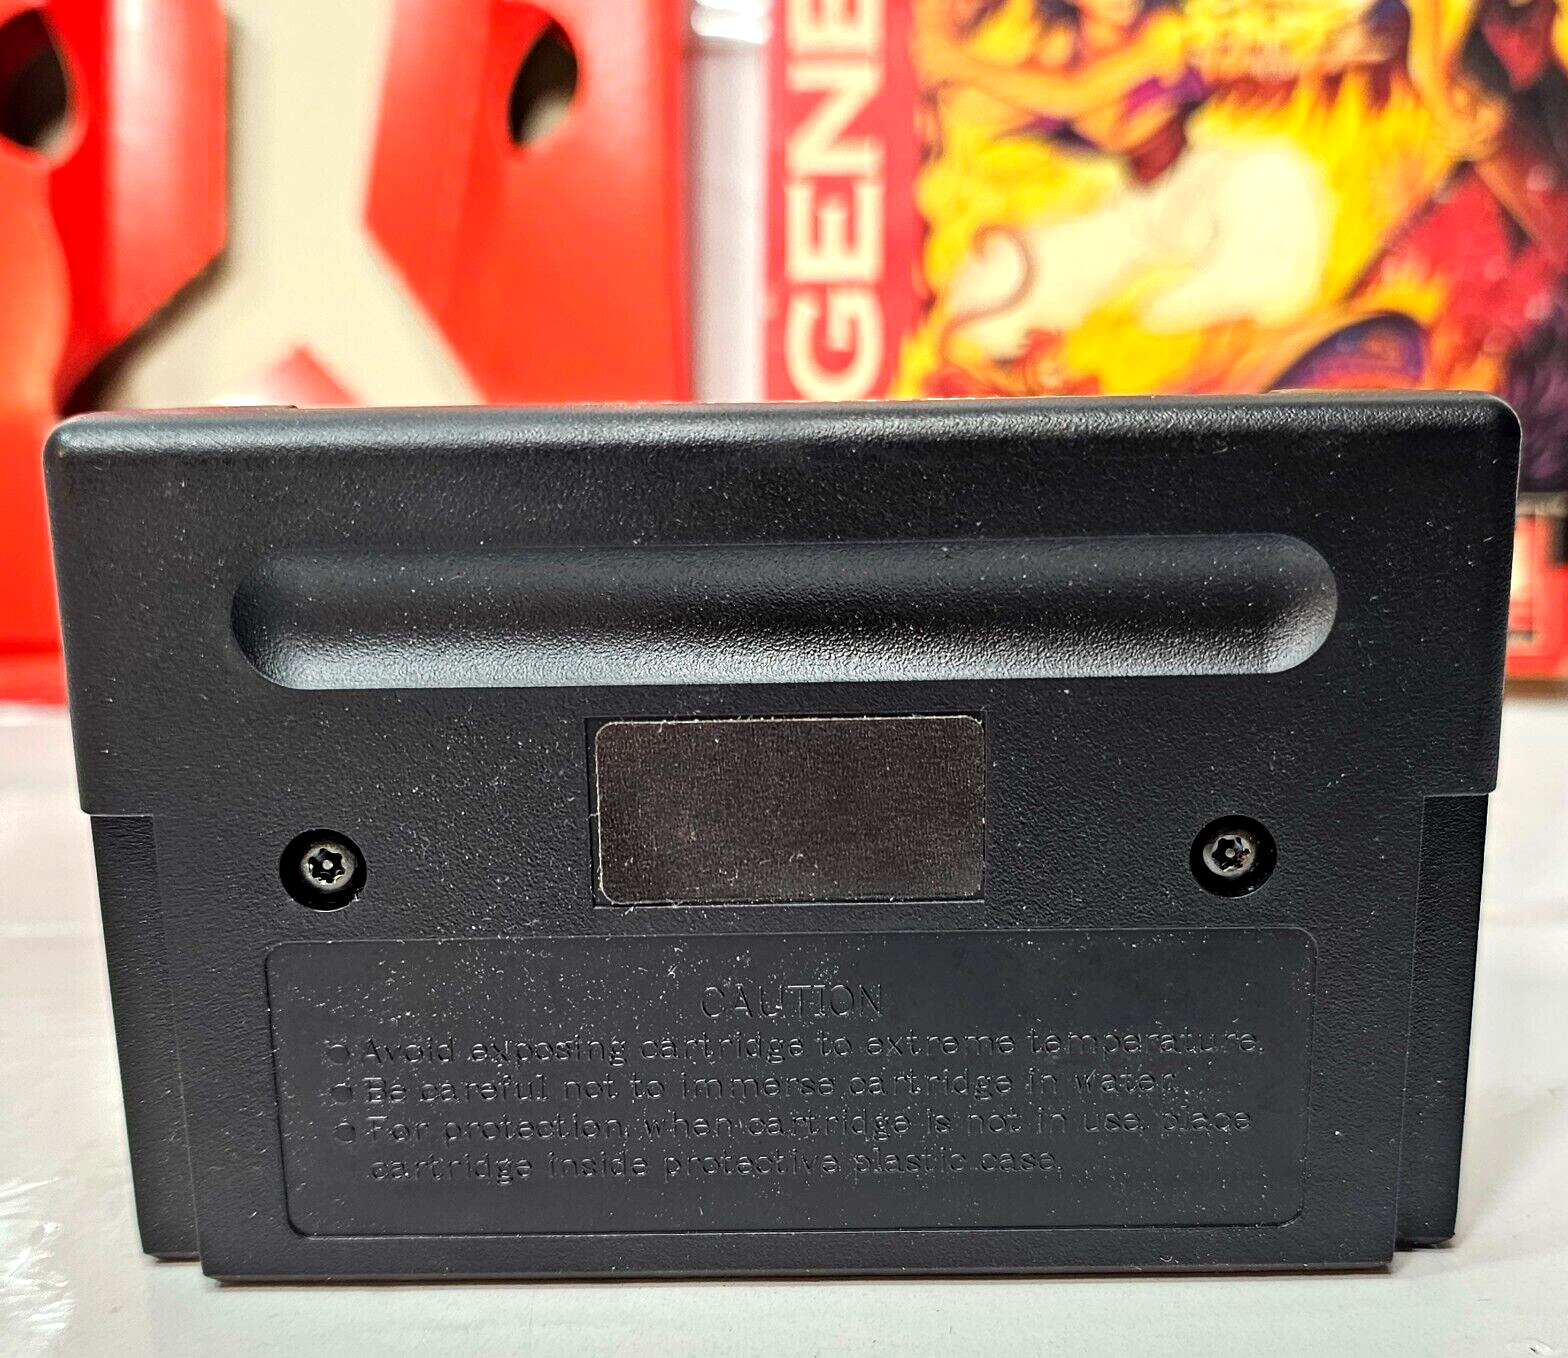 GENE
CAUTION
Avoid exposing cartridge to extreme temperature.
Be careful not to immerse cartridge in water.
For protection, when cartridge is not in use, place
cartridge inside protective plastic case.